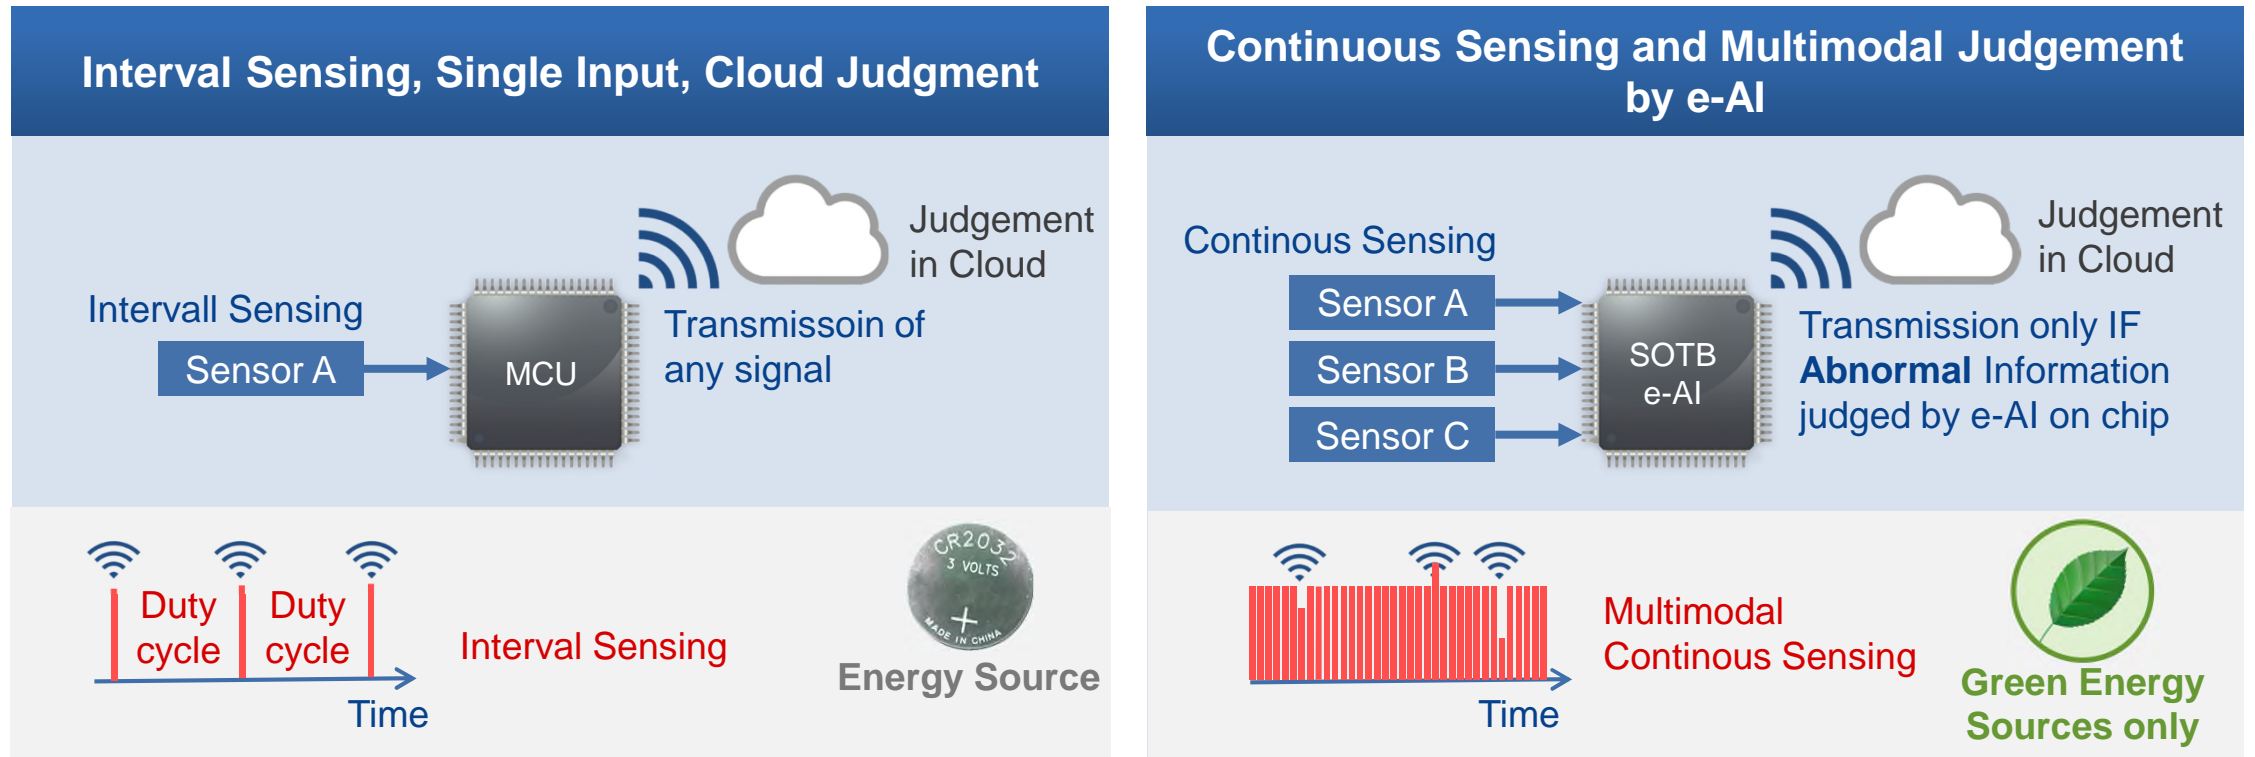 Interval Sensing, Single Input, Cloud Judgment
Judgement
in Cloud
Intervall Sensing
Sensor A
MCU
Transmissoin of
any signal
Duty
cycle
Duty
cycle
Time
Interval Sensing
CR2032
3 VOLTS
+
MADE IN CHINA
Energy Source
Continuous Sensing and Multimodal Judgement
by e-AI
Judgement
in Cloud
Continous Sensing
Sensor A
Sensor B
Sensor C
SOTB
e-AI
Transmission only IF
Abnormal Information
judged by e-AI on chip
Time
Multimodal
Continous Sensing
Green Energy
Sources only